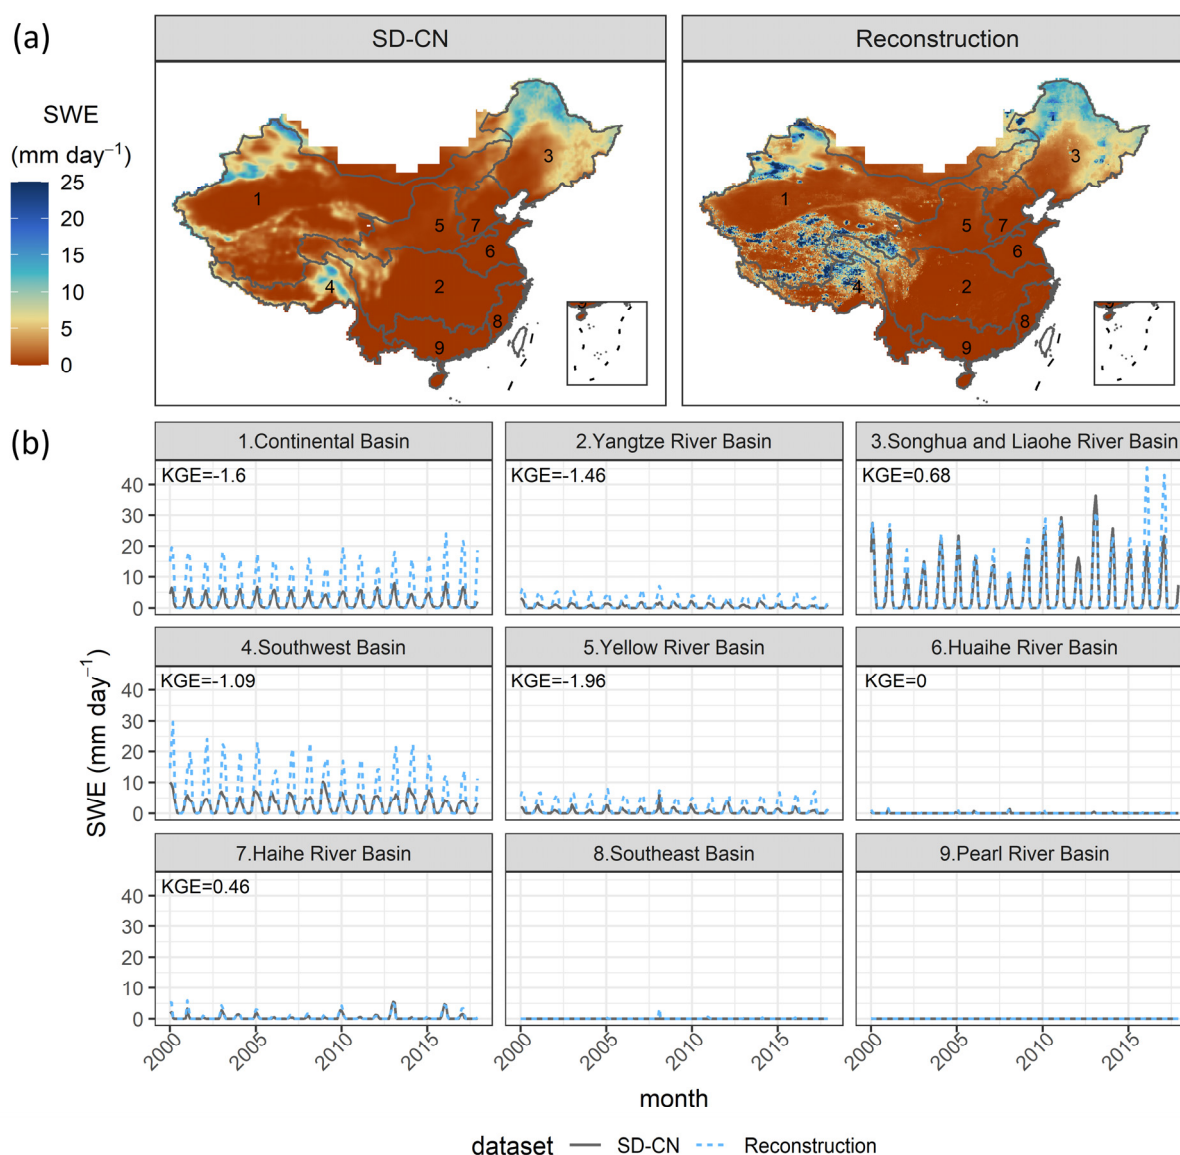 (a)
SD-CN
Reconstruction
SWE
(mm day⁻¹)
25
20
15
10
5
0
1
2
3
4
5
6
7
8
9
9
1
2
3
4
5
6
7
8
9
9
(b)
1.Continental Basin
2.Yangtze River Basin
3.Songhua and Liaohe River Basin
KGE=-1.6
KGE=-1.46
KGE=0.68
40
30
20
10
0
4.Southwest Basin
5.Yellow River Basin
6.Huaihe River Basin
KGE=-1.09
KGE=-1.96
KGE=0
40
30
20
10
0
SWE (mm day⁻¹)
7.Haihe River Basin
8.Southeast Basin
9.Pearl River Basin
KGE=0.46
40
30
20
10
0
2000
2005
2010
2015
2000
2005
2010
2015
2000
2005
2010
2015
month
dataset
SD-CN
Reconstruction